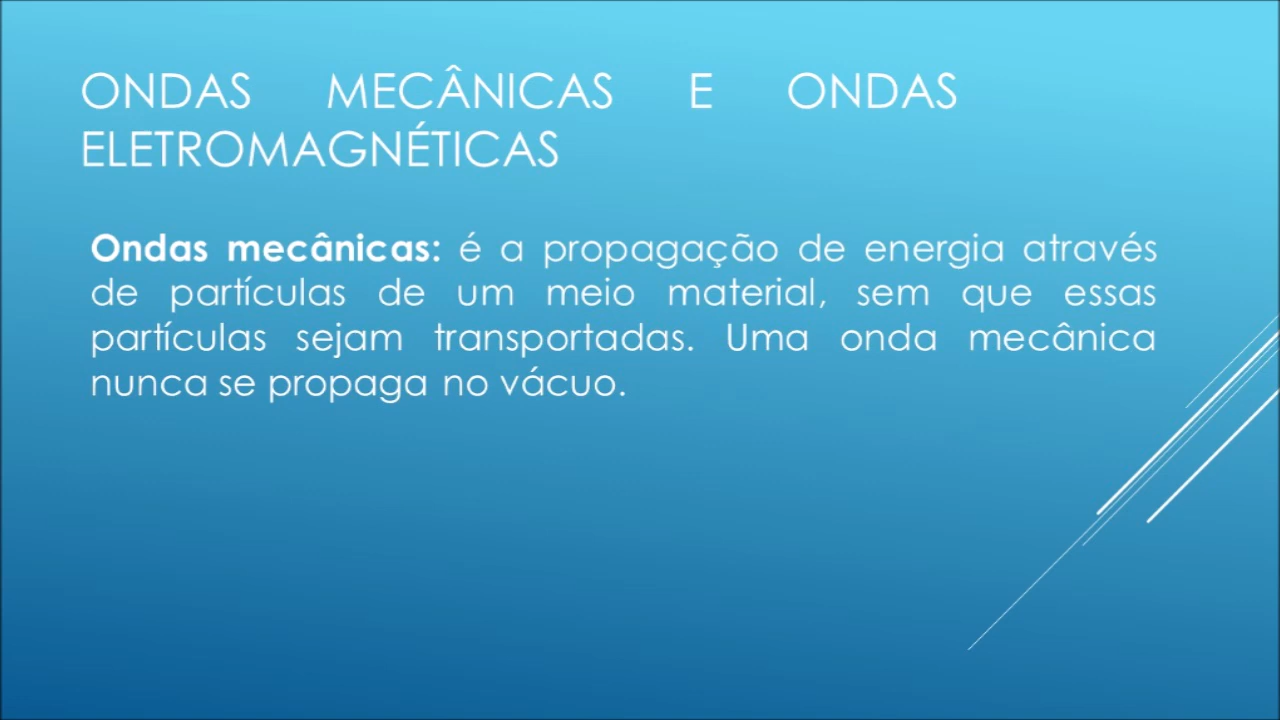 ONDAS MECÂNICAS E ONDAS
ELETROMAGNÉTICAS
Ondas mecânicas: é a propagação de energia através
de partículas de um meio material, sem que essas
partículas sejam transportadas. Uma onda mecânica
nunca se propaga no vácuo.